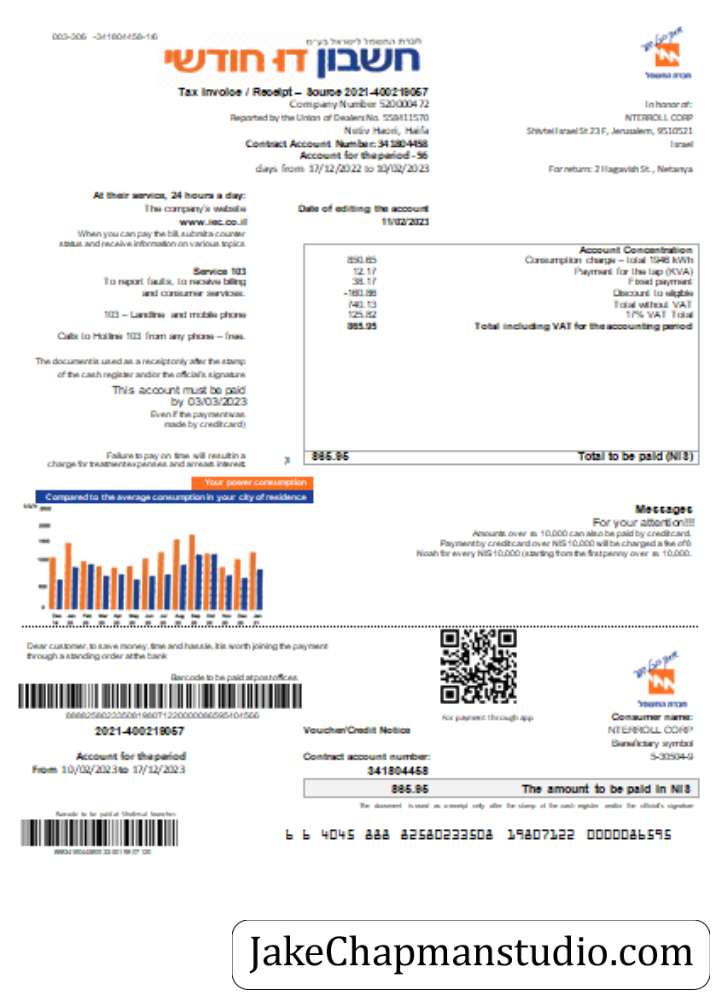 003-306 -341804458-16
חברת החשמל לישראל בע"מ
חשבון דו חודשי
חברת החשמל
Tax Invoice / Receipt – Source 2021-400219057
Company Number 520000472
Reported by the Union of Dealers No. 559411570
Netiv Haori, Haifa
Contract Account Number: 341804458
Account for the period - 56
days from 17/12/2022 to 10/02/2023
In honor of:
NTERROLL CORP
Shivtei Israel St 23 F, Jerusalem, 9510521
Israel
For return: 2 Hagavish St., Netanya
At their service, 24 hours a day:
The company's website
www.iec.co.il
When you can pay the bill, submit a counter
status and receive information on various topics
Service 103
To report faults, to receive billing
and consumer services.
103 – Landline and mobile phone
Calls to Hotline 103 from any phone – free.
The document is used as a receipt only after the stamp
of the cash register and/or the official's signature
This account must be paid
by 03/03/2023
Even if the payment was
made by credit card)
Failure to pay on time will result in a
charge for treatment expenses and arrears interest.
Date of editing the account
11/02/2023
Account Concentration
850.65 Consumption charge – total 1546 kWh
12.17 Payment for the tap (KVA)
38.17 Fixed payment
-160.86 Discount to eligible
740.13 Total without VAT
125.82 17% VAT Total
865.95 Total including VAT for the accounting period
865.95 Total to be paid (NIS)
Your power consumption
Compared to the average consumption in your city of residence
Messages
For your attention!!!!
Amounts over ₪ 10,000 can also be paid by credit card.
Payment by credit card over NIS 10,000 will be charged a fee of 6
Noah for every NIS 10,000 (starting from the first penny over ₪ 10,000.
Dear customer, to save money, time and hassle, it is worth joining the payment
through a standing order at the bank
Barcode to be paid at post offices
2021-400219057
Account for the period
From 10/02/2023 to 17/12/2023
For payment through app
Voucher/Credit Notice
Contract account number:
341804458
חברת החשמל
Consumer name:
NTERROLL CORP
Beneficiary symbol
5-30504-9
865.95 The amount to be paid in NIS
The document is used as a receipt only after the stamp of the cash register and/or the official's signature
6 6 4045 888 82580233508 19807122 0000086595
JakeChapmanstudio.com